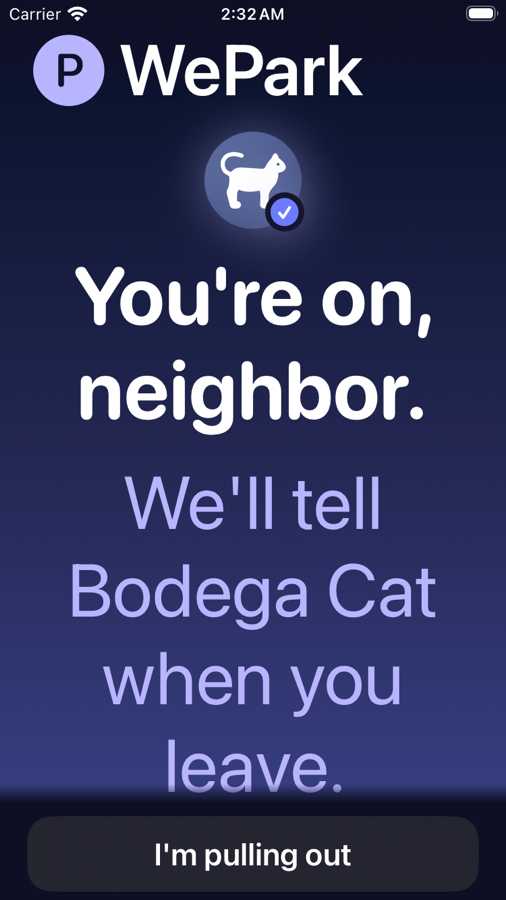 Carrier 2:32 AM
P WePark
You're on,
neighbor.
We'll tell
Bodega Cat
when you
leave.
I'm pulling out